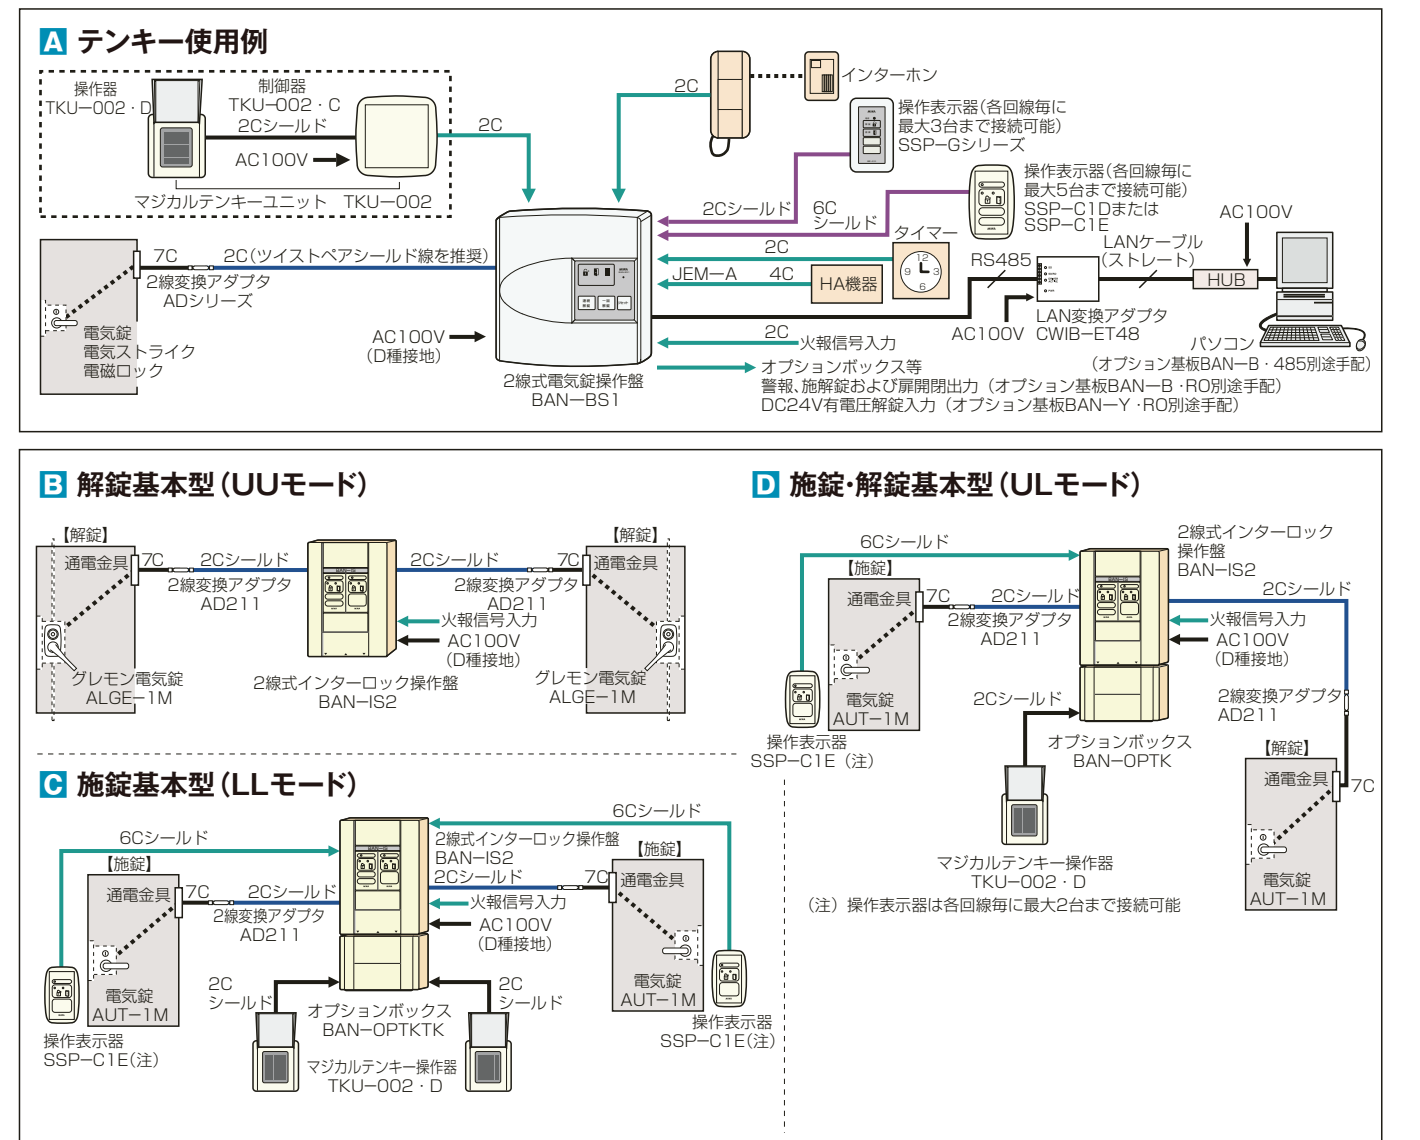 A テンキー使用例
操作器
TKU−002・D
制御器
TKU−002・C
2Cシールド
AC100V
2C
マジカルテンキーユニット TKU−002
2C
インターホン
操作表示器(各回線毎に
最大3台まで接続可能)
SSP−Gシリーズ
操作表示器(各回線毎に
最大5台まで接続可能)
SSP−C1Dまたは
SSP−C1E
2Cシールド
6C
シールド
タイマー
12
3
6
9
2C
JEM−A 4C
HA機器
RS485
LANケーブル
(ストレート)
AC100V
HUB
AC100V
LAN変換アダプタ
CWIB−ET48
パソコン
(オプション基板BAN−B・485別途手配)
7C
2C(ツイストペアシールド線を推奨)
2線変換アダプタ
ADシリーズ
電気錠
電気ストライク
電磁ロック
AC100V
(D種接地)
2線式電気錠操作盤
BAN−BS1
2C
火報信号入力
オプションボックス等
警報、施解錠および扉開閉出力(オプション基板BAN−B・RO別途手配)
DC24V有電圧解錠入力(オプション基板BAN−Y・RO別途手配)
B 解錠基本型(UUモード)
【解錠】
通電金具
7C
2Cシールド
2線変換アダプタ
AD211
グレモン電気錠
ALGE−1M
BAN-IS
2線式インターロック操作盤
BAN−IS2
2Cシールド
7C
2線変換アダプタ
AD211
火報信号入力
AC100V
(D種接地)
【解錠】
通電金具
グレモン電気錠
ALGE−1M
C 施錠基本型(LLモード)
6Cシールド
【施錠】
通電金具
7C
2Cシールド
2線変換アダプタ
AD211
電気錠
AUT−1M
操作表示器
SSP−C1E(注)
BAN-IS
6Cシールド
2線式インターロック操作盤
BAN−IS2
2Cシールド
7C
火報信号入力
AC100V
(D種接地)
【施錠】
通電金具
電気錠
AUT−1M
操作表示器
SSP−C1E(注)
2C
シールド
オプションボックス
BAN−OPTKTK
2C
シールド
マジカルテンキー操作器
TKU−002・D
D 施錠・解錠基本型(ULモード)
6Cシールド
2線式インターロック
操作盤
BAN−IS2
【施錠】
通電金具
7C
2Cシールド
2線変換アダプタ
AD211
電気錠
AUT−1M
操作表示器
SSP−C1E(注)
2Cシールド
火報信号入力
AC100V
(D種接地)
2Cシールド
オプションボックス
BAN−OPTK
2線変換アダプタ
AD211
【解錠】
通電金具
7C
電気錠
AUT−1M
マジカルテンキー操作器
TKU−002・D
(注)操作表示器は各回線毎に最大2台まで接続可能